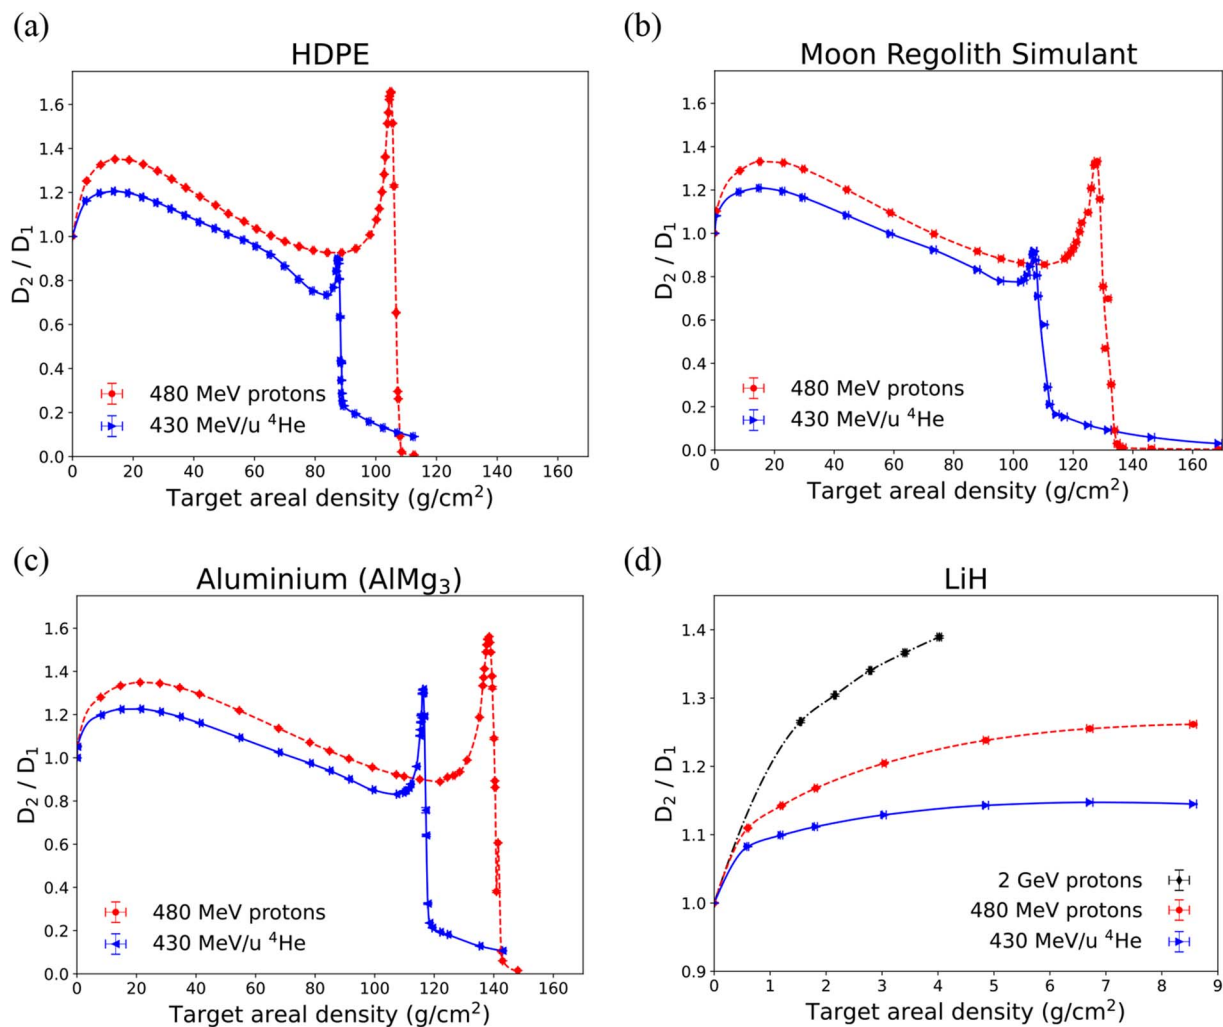 (a)
HDPE
D2 / D1
1.6
1.4
1.2
1.0
0.8
0.6
0.4
0.2
0.0
480 MeV protons
430 MeV/u 4He
0 20 40 60 80 100 120 140 160
Target areal density (g/cm2)
(b)
Moon Regolith Simulant
D2 / D1
1.6
1.4
1.2
1.0
0.8
0.6
0.4
0.2
0.0
480 MeV protons
430 MeV/u 4He
0 20 40 60 80 100 120 140 160
Target areal density (g/cm2)
(c)
Aluminium (AlMg3)
D2 / D1
1.6
1.4
1.2
1.0
0.8
0.6
0.4
0.2
0.0
480 MeV protons
430 MeV/u 4He
0 20 40 60 80 100 120 140 160
Target areal density (g/cm2)
(d)
LiH
D2 / D1
1.4
1.3
1.2
1.1
1.0
0.9
2 GeV protons
480 MeV protons
430 MeV/u 4He
0 1 2 3 4 5 6 7 8 9
Target areal density (g/cm2)